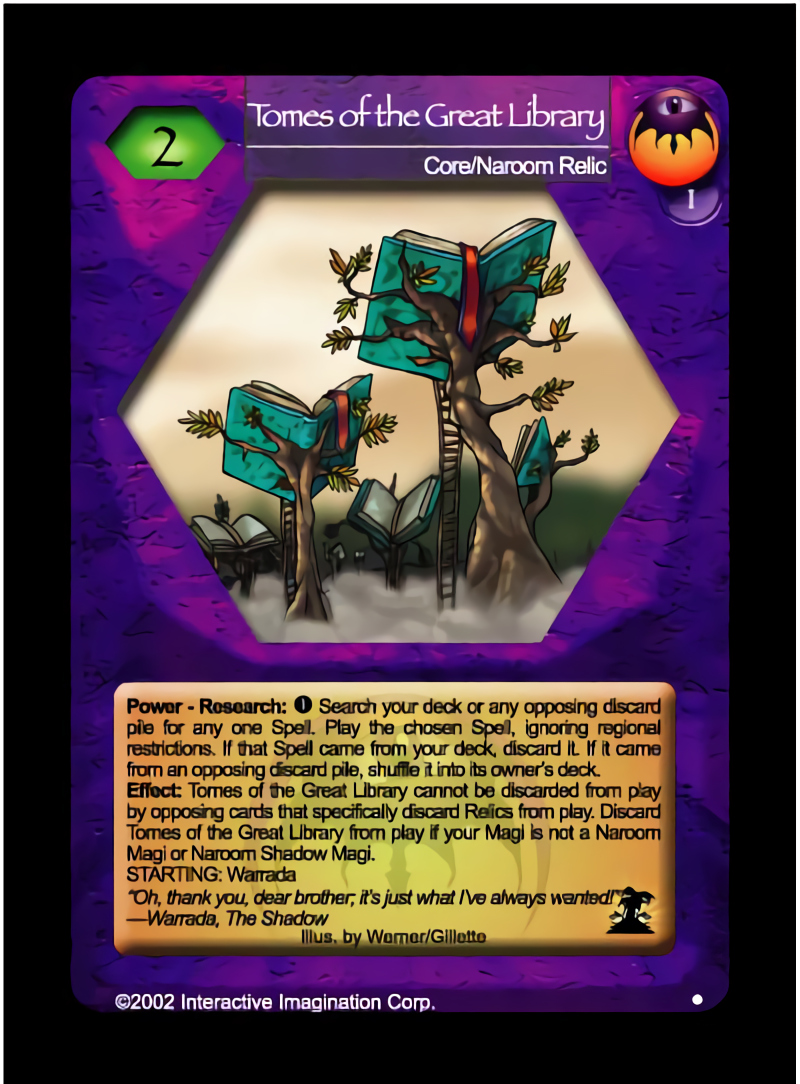 2
Tomes of the Great Library
Core/Naroom Relic
1
Power - Research: 1 Search your deck or any opposing discard
pile for any one Spell. Play the chosen Spell, ignoring regional
restrictions. If that Spell came from your deck, discard it. If it came
from an opposing discard pile, shuffle it into its owner's deck.
Effect: Tomes of the Great Library cannot be discarded from play
by opposing cards that specifically discard Relics from play. Discard
Tomes of the Great Library from play if your Magi is not a Naroom
Magi or Naroom Shadow Magi.
STARTING: Warrada
"Oh, thank you, dear brother; it's just what I've always wanted!"
—Warrada, The Shadow
Illus. by Werner/Gillette
©2002 Interactive Imagination Corp.